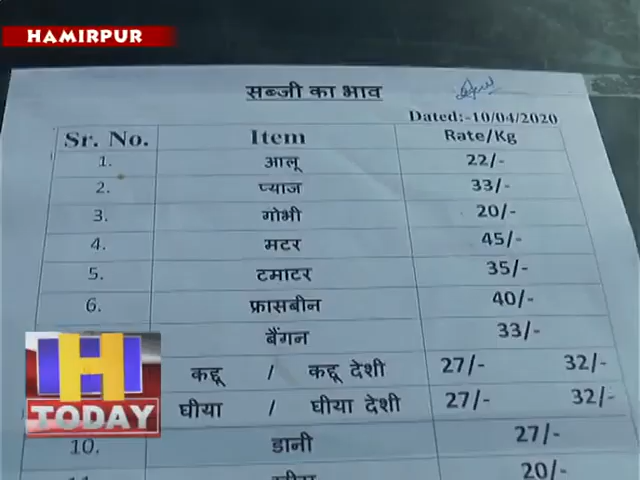 HAMIRPUR
सब्जी का भाव
Dated:-10/04/2020
Sr. No. Item Rate/Kg
1. आलू 22/-
2. प्याज 33/-
3. गोभी 20/-
4. मटर 45/-
5. टमाटर 35/-
6. फ्रासबीन 40/-
बैंगन 33/-
कद्दू / कद्दू देशी 27/- 32/-
घीया / घीया देशी 27/- 32/-
10. डानी 27/-
20/-
H
TODAY